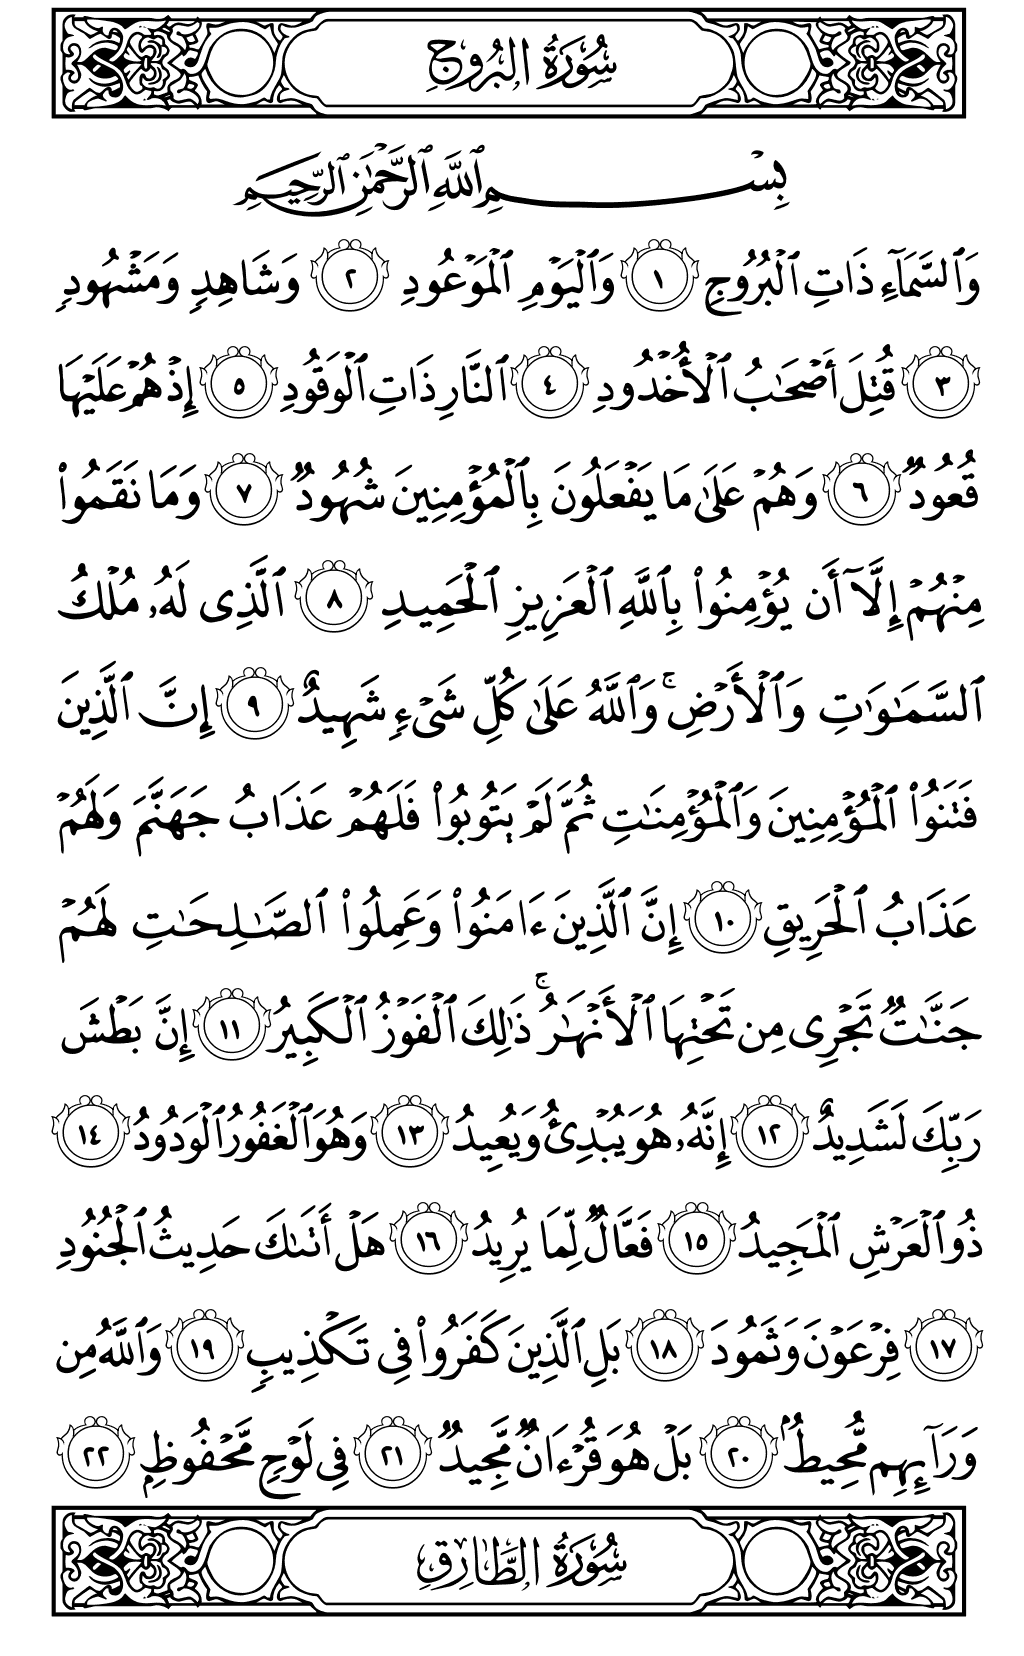 سُورَةُ البُرُوجِ
بِسۡمِ ٱللَّهِ ٱلرَّحۡمَٰنِ ٱلرَّحِيمِ
وَٱلسَّمَآءِ ذَاتِ ٱلۡبُرُوجِ ١ وَٱلۡيَوۡمِ ٱلۡمَوۡعُودِ ٢ وَشَاهِدٖ وَمَشۡهُودٖ
٣ قُتِلَ أَصۡحَٰبُ ٱلۡأُخۡدُودِ ٤ ٱلنَّارِ ذَاتِ ٱلۡوَقُودِ ٥ إِذۡ هُمۡ عَلَيۡهَا
قُعُودٞ ٦ وَهُمۡ عَلَىٰ مَا يَفۡعَلُونَ بِٱلۡمُؤۡمِنِينَ شُهُودٞ ٧ وَمَا نَقَمُواْ
مِنۡهُمۡ إِلَّآ أَن يُؤۡمِنُواْ بِٱللَّهِ ٱلۡعَزِيزِ ٱلۡحَمِيدِ ٨ ٱلَّذِي لَهُۥ مُلۡكُ
ٱلسَّمَٰوَٰتِ وَٱلۡأَرۡضِۚ وَٱللَّهُ عَلَىٰ كُلِّ شَيۡءٖ شَهِيدٌ ٩ إِنَّ ٱلَّذِينَ
فَتَنُواْ ٱلۡمُؤۡمِنِينَ وَٱلۡمُؤۡمِنَٰتِ ثُمَّ لَمۡ يَتُوبُواْ فَلَهُمۡ عَذَابُ جَهَنَّمَ وَلَهُمۡ
عَذَابُ ٱلۡحَرِيقِ ١٠ إِنَّ ٱلَّذِينَ ءَامَنُواْ وَعَمِلُواْ ٱلصَّٰلِحَٰتِ لَهُمۡ
جَنَّٰتٞ تَجۡرِي مِن تَحۡتِهَا ٱلۡأَنۡهَٰرُۚ ذَٰلِكَ ٱلۡفَوۡزُ ٱلۡكَبِيرُ ١١ إِنَّ بَطۡشَ
رَبِّكَ لَشَدِيدٌ ١٢ إِنَّهُۥ هُوَ يُبۡدِئُ وَيُعِيدُ ١٣ وَهُوَ ٱلۡغَفُورُ ٱلۡوَدُودُ ١٤
ذُو ٱلۡعَرۡشِ ٱلۡمَجِيدُ ١٥ فَعَّالٞ لِّمَا يُرِيدُ ١٦ هَلۡ أَتَىٰكَ حَدِيثُ ٱلۡجُنُودِ
١٧ فِرۡعَوۡنَ وَثَمُودَ ١٨ بَلِ ٱلَّذِينَ كَفَرُواْ فِي تَكۡذِيبٖ ١٩ وَٱللَّهُ مِن
وَرَآئِهِم مُّحِيطُۢ ٢٠ بَلۡ هُوَ قُرۡءَانٞ مَّجِيدٞ ٢١ فِي لَوۡحٖ مَّحۡفُوظِۭ ٢٢
سُورَةُ الطَّارِقِ